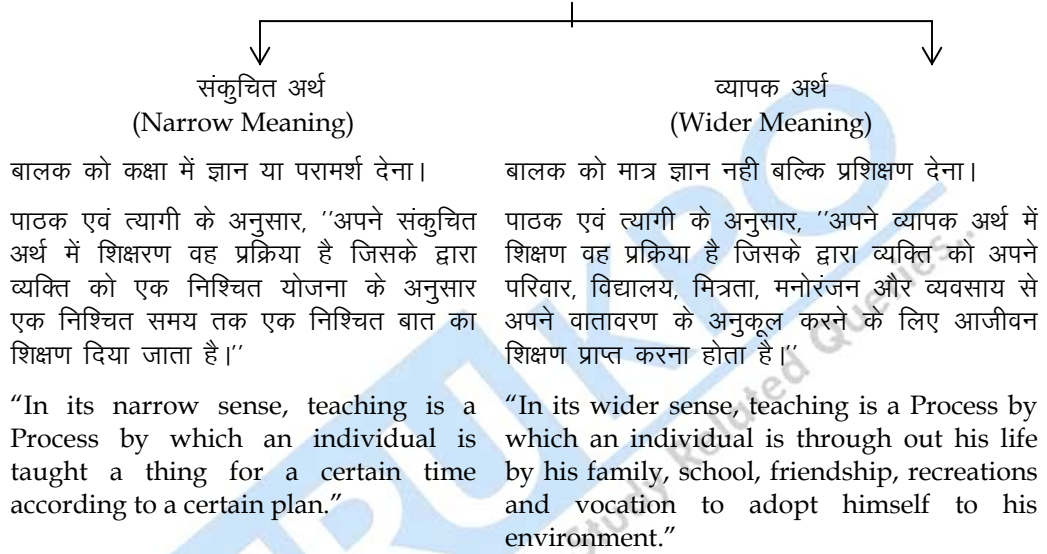 संकुचित अर्थ
(Narrow Meaning)
बालक को कक्षा में ज्ञान या परामर्श देना।
पाठक एवं त्यागी के अनुसार, ''अपने संकुचित
अर्थ में शिक्षरण वह प्रक्रिया है जिसके द्वारा
व्यक्ति को एक निश्चित योजना के अनुसार
एक निश्चित समय तक एक निश्चित बात का
शिक्षण दिया जाता है।''
"In its narrow sense, teaching is a
Process by which an individual is
taught a thing for a certain time
according to a certain plan."
व्यापक अर्थ
(Wider Meaning)
बालक को मात्र ज्ञान नही बल्कि प्रशिक्षण देना।
पाठक एवं त्यागी के अनुसार, ''अपने व्यापक अर्थ में
शिक्षण वह प्रक्रिया है जिसके द्वारा व्यक्ति को अपने
परिवार, विद्यालय, मित्रता, मनोरंजन और व्यवसाय से
अपने वातावरण के अनुकूल करने के लिए आजीवन
शिक्षण प्राप्त करना होता है।''
"In its wider sense, teaching is a Process by
which an individual is through out his life
by his family, school, friendship, recreations
and vocation to adopt himself to his
environment."